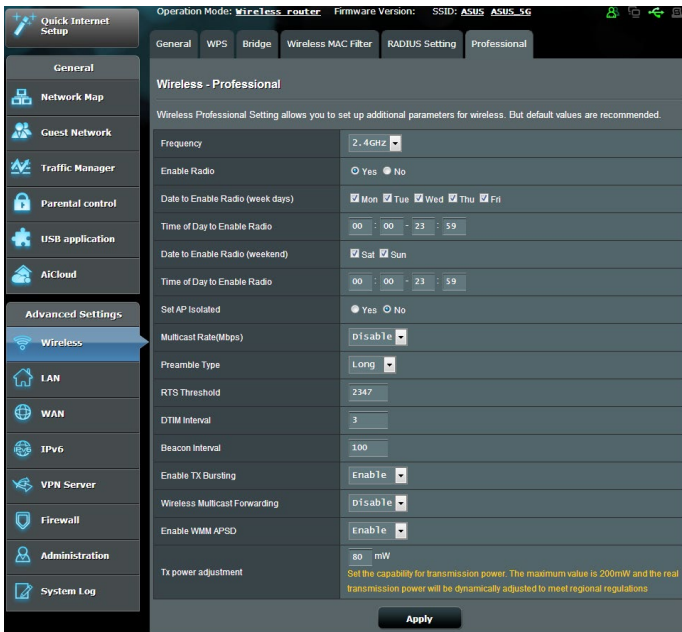 Operation Mode: Wireless router Firmware Version: SSID: ASUS ASUS_5G
Quick Internet
Setup
General WPS Bridge Wireless MAC Filter RADIUS Setting Professional
General
Network Map
Guest Network
Traffic Manager
Parental control
USB application
AiCloud
Advanced Settings
Wireless
LAN
WAN
IPv6
IPv6
VPN Server
Firewall
Administration
System Log
Wireless - Professional
Wireless Professional Setting allows you to set up additional parameters for wireless. But default values are recommended.
Frequency 2.4GHz
Enable Radio Yes No
Date to Enable Radio (week days) Mon Tue Wed Thu Fri
Time of Day to Enable Radio 00 : 00 - 23 : 59
Date to Enable Radio (weekend) Sat Sun
Time of Day to Enable Radio 00 : 00 - 23 : 59
Set AP Isolated Yes No
Multicast Rate(Mbps) Disable
Preamble Type Long
RTS Threshold 2347
DTIM Interval 3
Beacon Interval 100
Enable TX Bursting Enable
Wireless Multicast Forwarding Disable
Enable WMM APSD Enable
Tx power adjustment 80 mW
Set the capability for transmission power. The maximum value is 200mW and the real
transmission power will be dynamically adjusted to meet regional regulations
Apply